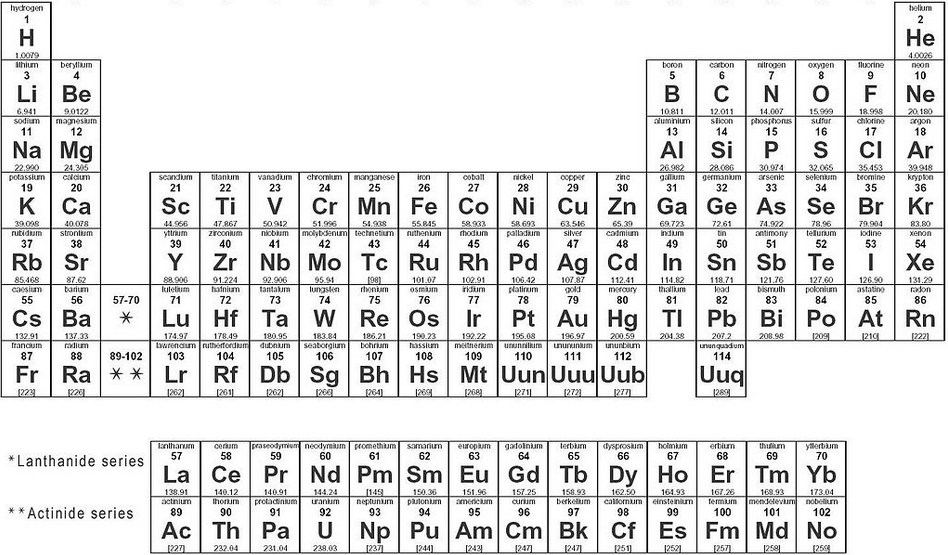 hydrogen helium
1 2
H He
1.0079 4.0026
lithium beryllium boron carbon nitrogen oxygen fluorine neon
3 4 5 6 7 8 9 10
Li Be B C N O F Ne
6.941 9.0122 10.811 12.011 14.007 15.999 18.998 20.180
sodium magnesium aluminium silicon phosphorus sulfur chlorine argon
11 12 13 14 15 16 17 18
Na Mg Al Si P S Cl Ar
22.990 24.305 26.982 28.086 30.974 32.065 35.453 39.948
potassium calcium scandium titanium vanadium chromium manganese iron cobalt nickel copper zinc gallium germanium arsenic selenium bromine krypton
19 20 21 22 23 24 25 26 27 28 29 30 31 32 33 34 35 36
K Ca Sc Ti V Cr Mn Fe Co Ni Cu Zn Ga Ge As Se Br Kr
39.098 40.078 44.956 47.867 50.942 51.996 54.938 55.845 58.933 58.693 63.546 65.39 69.723 72.61 74.922 78.96 79.904 83.80
rubidium strontium yttrium zirconium niobium molybdenum technetium ruthenium rhodium palladium silver cadmium indium tin antimony tellurium iodine xenon
37 38 39 40 41 42 43 44 45 46 47 48 49 50 51 52 53 54
Rb Sr Y Zr Nb Mo Tc Ru Rh Pd Ag Cd In Sn Sb Te I Xe
85.468 87.62 88.906 91.224 92.906 95.94 [98] 101.07 102.91 106.42 107.87 112.41 114.82 118.71 121.76 127.60 126.90 131.29
caesium barium lutetium hafnium tantalum tungsten rhenium osmium iridium platinum gold mercury thallium lead bismuth polonium astatine radon
55 56 57-70 71 72 73 74 75 76 77 78 79 80 81 82 83 84 85 86
Cs Ba * Lu Hf Ta W Re Os Ir Pt Au Hg Tl Pb Bi Po At Rn
132.91 137.33 174.97 178.49 180.95 183.84 186.21 190.23 192.22 195.08 196.97 200.59 204.38 207.2 208.98 [209] [210] [222]
francium radium lawrencium rutherfordium dubnium seaborgium bohrium hassium meitnerium ununnilium unununium ununbium ununquadium
87 88 89-102 103 104 105 106 107 108 109 110 111 112 114
Fr Ra ** Lr Rf Db Sg Bh Hs Mt Uun Uuu Uub Uuq
[223] [226] [262] [261] [262] [266] [264] [269] [268] [271] [272] [277] [289]
lanthanum cerium praseodymium neodymium promethium samarium europium gadolinium terbium dysprosium holmium erbium thulium ytterbium
57 58 59 60 61 62 63 64 65 66 67 68 69 70
*Lanthanide series La Ce Pr Nd Pm Sm Eu Gd Tb Dy Ho Er Tm Yb
138.91 140.12 140.91 144.24 [145] 150.36 151.96 157.25 158.93 162.50 164.93 167.26 168.93 173.04
actinium thorium protactinium uranium neptunium plutonium americium curium berkelium californium einsteinium fermium mendelevium nobelium
89 90 91 92 93 94 95 96 97 98 99 100 101 102
**Actinide series Ac Th Pa U Np Pu Am Cm Bk Cf Es Fm Md No
[227] 232.04 231.04 238.03 [237] [244] [243] [247] [247] [251] [252] [257] [258] [259]